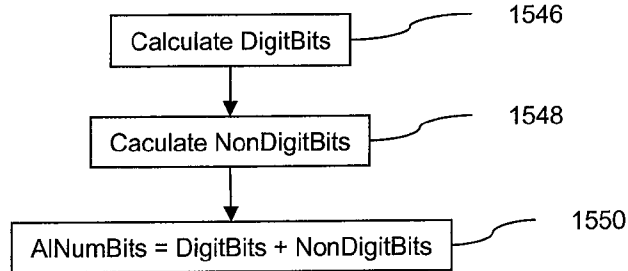 Calculate DigitBits 1546
Caculate NonDigitBits 1548
AlNumBits = DigitBits + NonDigitBits 1550